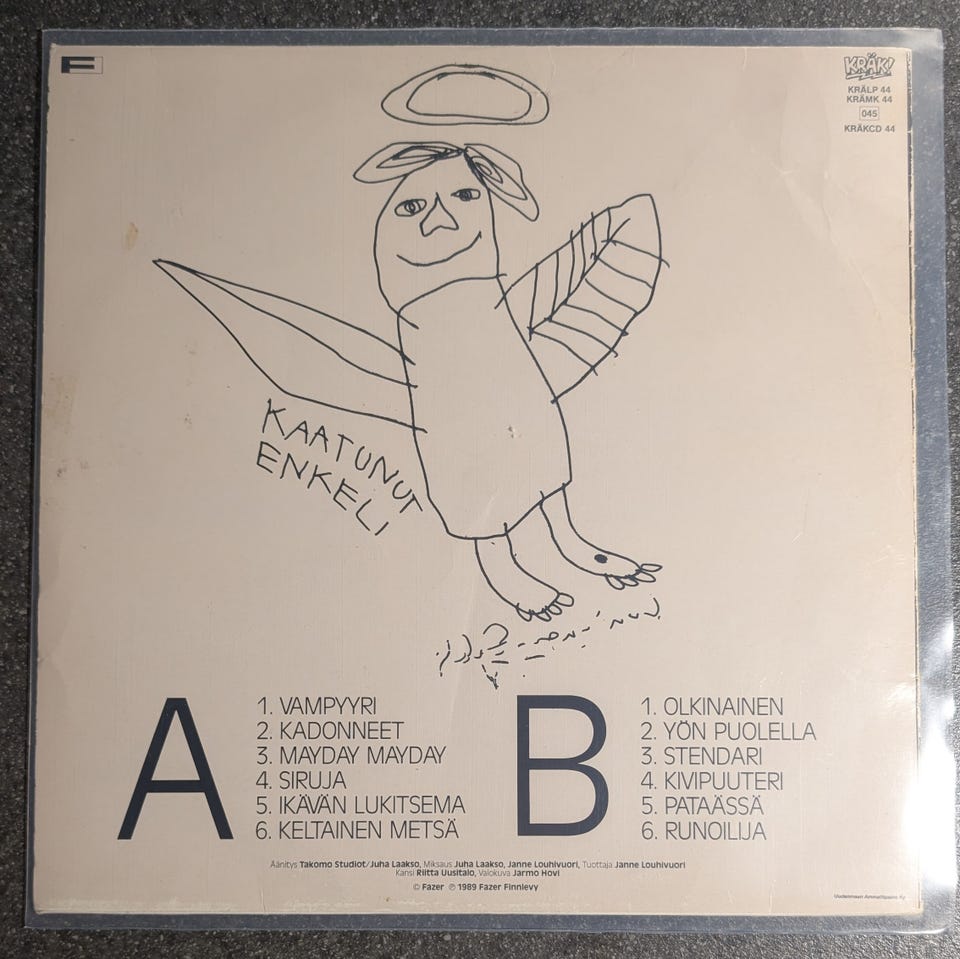 F
KRÄK!
KRÄLP 44
KRÄMK 44
045
KRÄKCD 44
KAATUNUT
ENKELI
A
1. VAMPYYRI
2. KADONNEET
3. MAYDAY MAYDAY
4. SIRUJA
5. IKÄVÄN LUKITSEMA
6. KELTAINEN METSÄ
B
1. OLKINAINEN
2. YÖN PUOLELLA
3. STENDARI
4. KIVIPUUTERI
5. PATAÄSSÄ
6. RUNOILIJA
Äänitys Takomo Studiot/Juha Laakso, Miksaus Juha Laakso, Janne Louhivuori, Tuottaja Janne Louhivuori
Kansi Riitta Uusitalo, Valokuva Jarmo Hovi
© Fazer ℗ 1989 Fazer Finnlevy
Uudenmaan Ammattipaino Ky